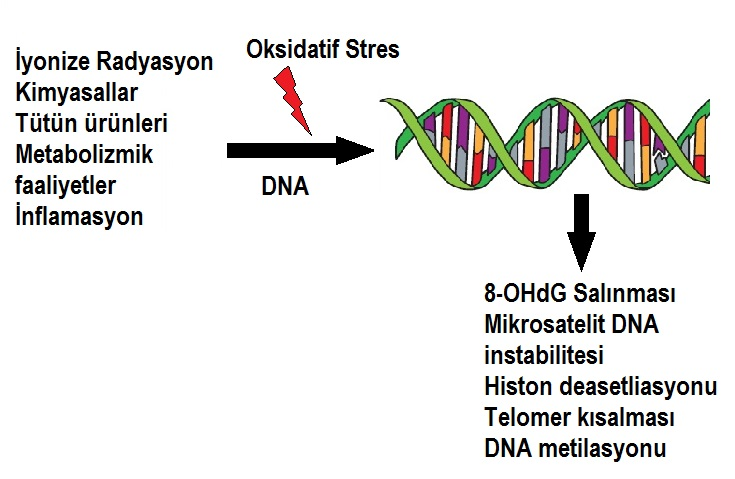 İyonize Radyasyon
Kimyasallar
Tütün ürünleri
Metabolizmik
faaliyetler
İnflamasyon
Oksidatif Stres
DNA
8-OHdG Salınması
Mikrosatelit DNA
instabilitesi
Histon deasetliasyonu
Telomer kısalması
DNA metilasyonu